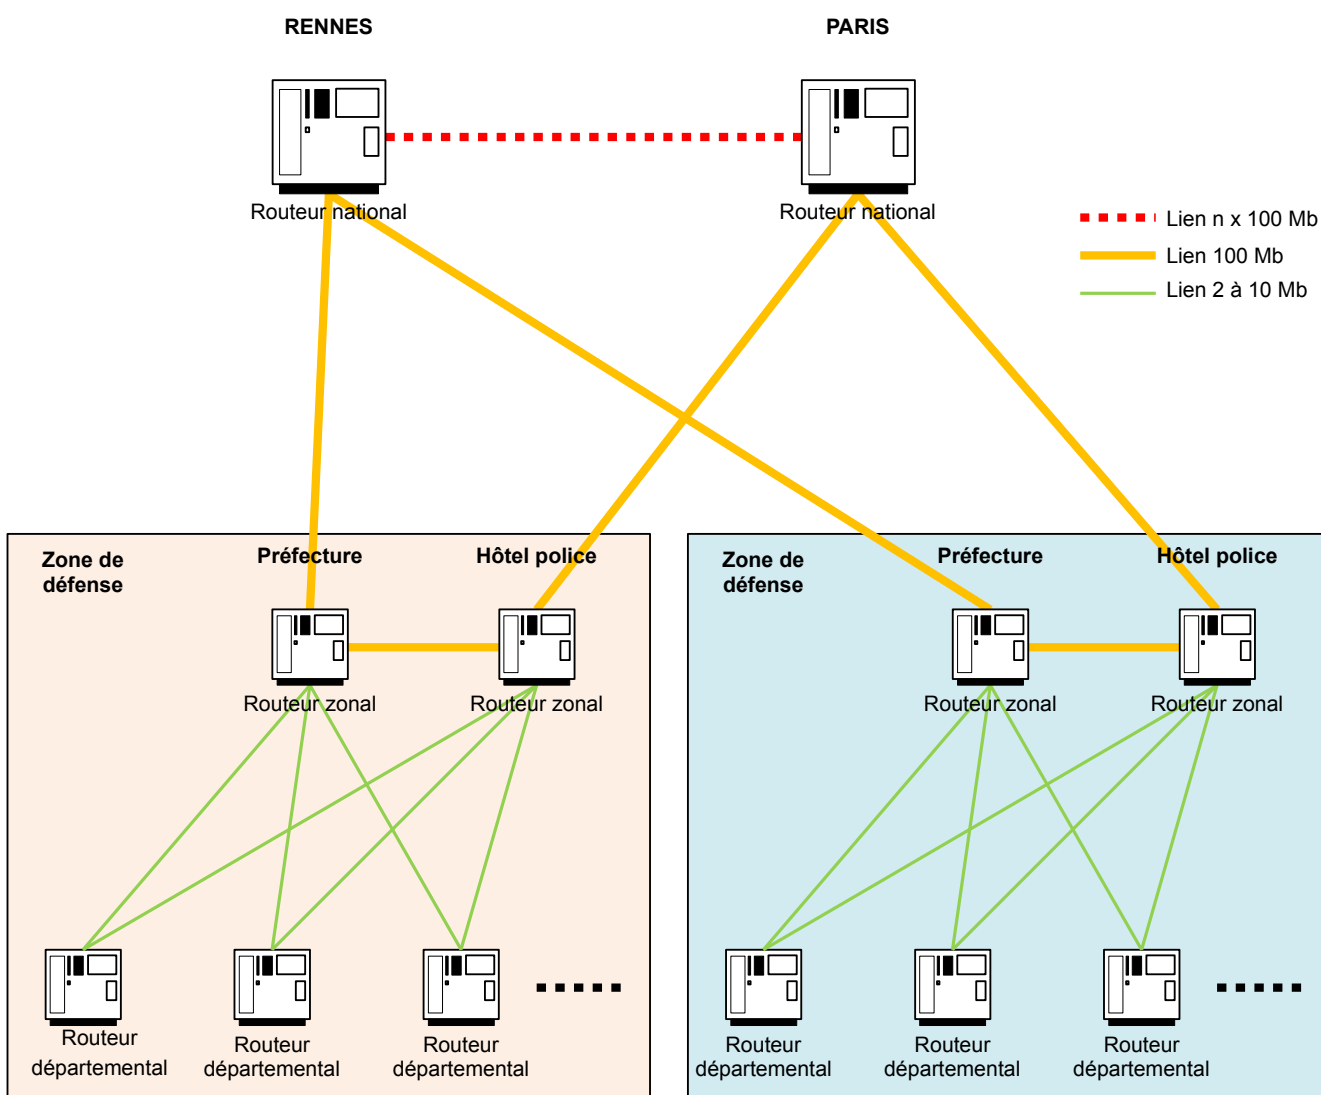 RENNES
PARIS
Routeur national
Routeur national
Lien n x 100 Mb
Lien 100 Mb
Lien 2 à 10 Mb
Zone de
défense
Préfecture
Hôtel police
Routeur zonal
Routeur zonal
Routeur
départemental
Routeur
départemental
Routeur
départemental
Zone de
défense
Préfecture
Hôtel police
Routeur zonal
Routeur zonal
Routeur
départemental
Routeur
départemental
Routeur
départemental